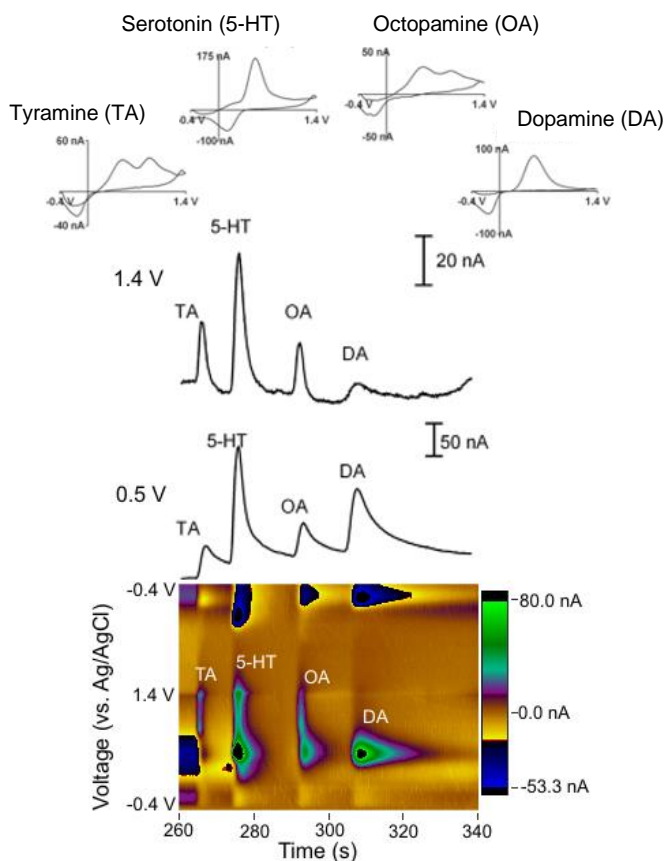 Serotonin (5-HT)
Octopamine (OA)
Tyramine (TA)
Dopamine (DA)
175 nA
-0.4 V
1.4 V
-100 nA
50 nA
-0.4 V
1.4 V
-50 nA
60 nA
-0.4 V
1.4 V
-40 nA
100 nA
-0.4 V
1.4 V
-100 nA
5-HT
20 nA
1.4 V
TA
OA
DA
5-HT
50 nA
0.5 V
DA
OA
TA
-0.4 V
1.4 V
-0.4 V
Voltage (vs. Ag/AgCl)
TA
5-HT
OA
DA
80.0 nA
0.0 nA
-53.3 nA
260 280 300 320 340
Time (s)